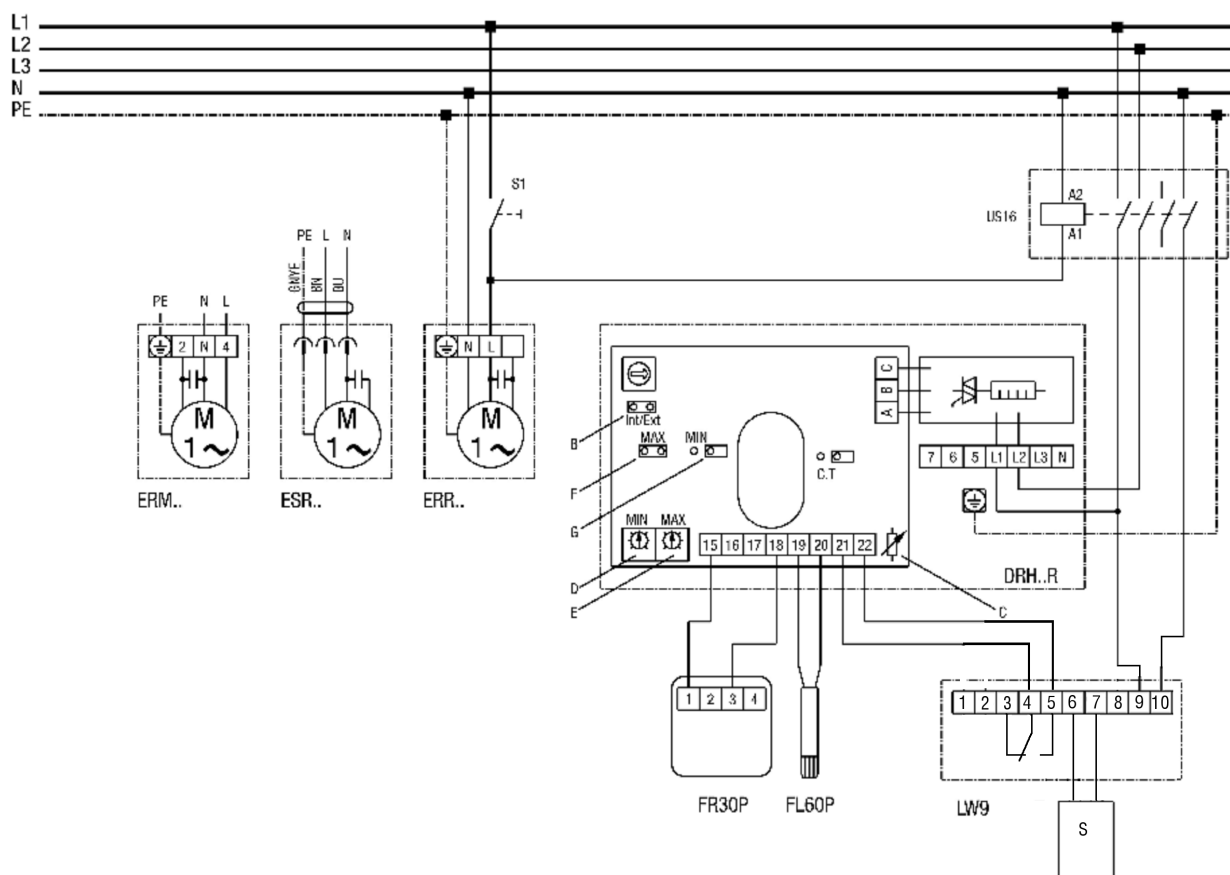 L1
L2
L3
N
PE
S1
US16
A2
A1
PE L N
GNYE
BN
BU
PE N L
2 N 4
N L
M
1 ~
M
1 ~
M
1 ~
ERM..
ESR..
ERR..
Int/Ext
MAX MIN
C.T
MIN MAX
15 16 17 18 19 20 21 22
C
B
A
7 6 5 L1 L2 L3 N
B
F
G
D
E
C
DRH..R
1 2 3 4
FR30P
FL60P
1 2 3 4 5 6 7 8 9 10
LW9
S